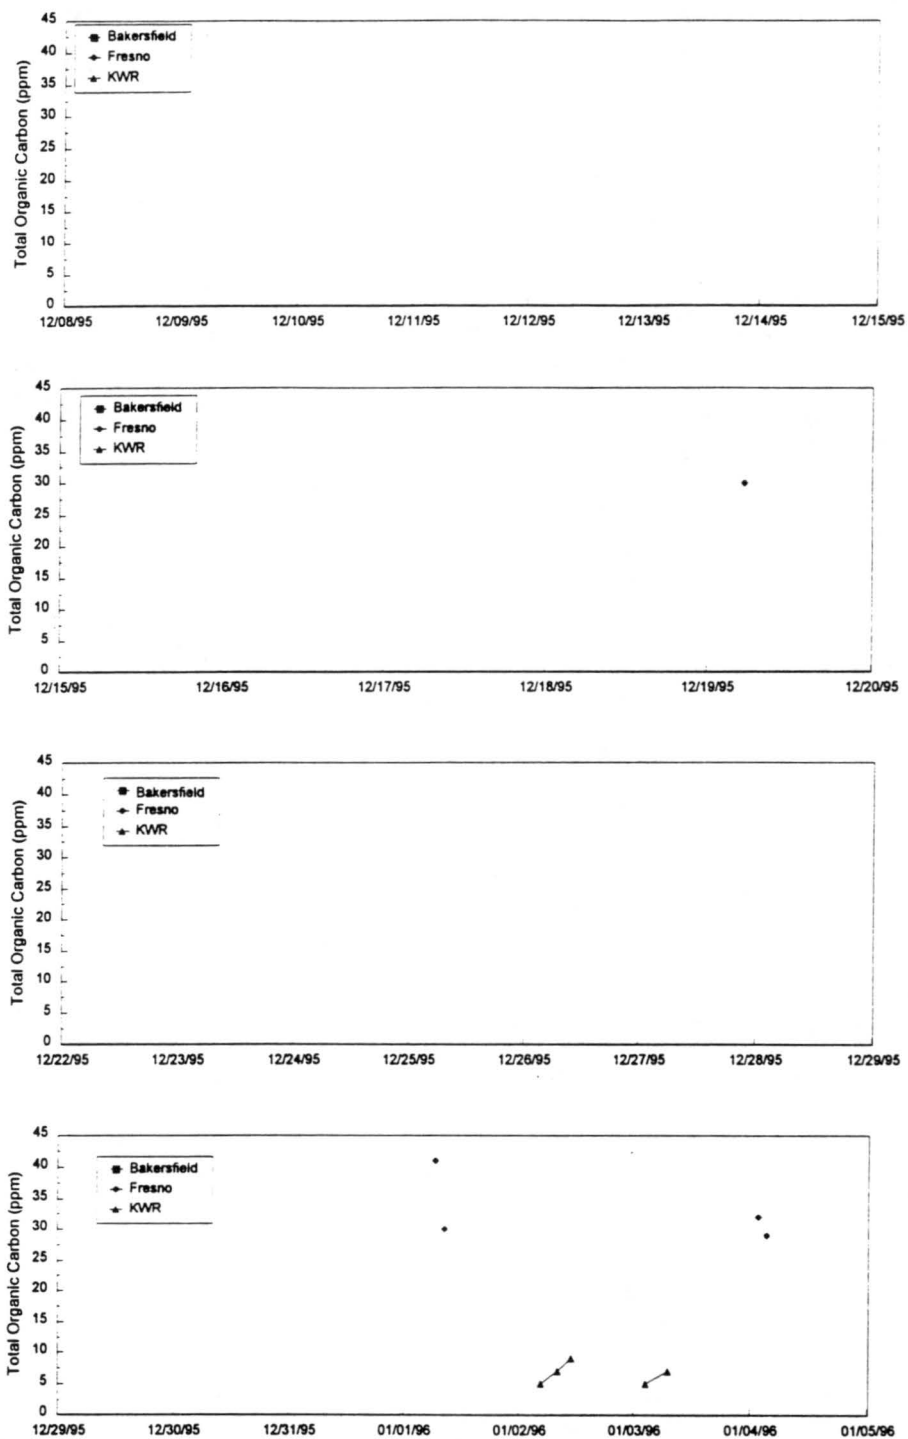 45
Bakersfield
40
Fresno
35
KWR
30
25
20
15
10
5
0
Total Organic Carbon (ppm)
12/08/95 12/09/95 12/10/95 12/11/95 12/12/95 12/13/95 12/14/95 12/15/95
45
Bakersfield
40
Fresno
35
KWR
30
25
20
15
10
5
0
Total Organic Carbon (ppm)
12/15/95 12/16/95 12/17/95 12/18/95 12/19/95 12/20/95
45
Bakersfield
40
Fresno
35
KWR
30
25
20
15
10
5
0
Total Organic Carbon (ppm)
12/22/95 12/23/95 12/24/95 12/25/95 12/26/95 12/27/95 12/28/95 12/29/95
45
Bakersfield
40
Fresno
35
KWR
30
25
20
15
10
5
0
Total Organic Carbon (ppm)
12/29/95 12/30/95 12/31/95 01/01/96 01/02/96 01/03/96 01/04/96 01/05/96